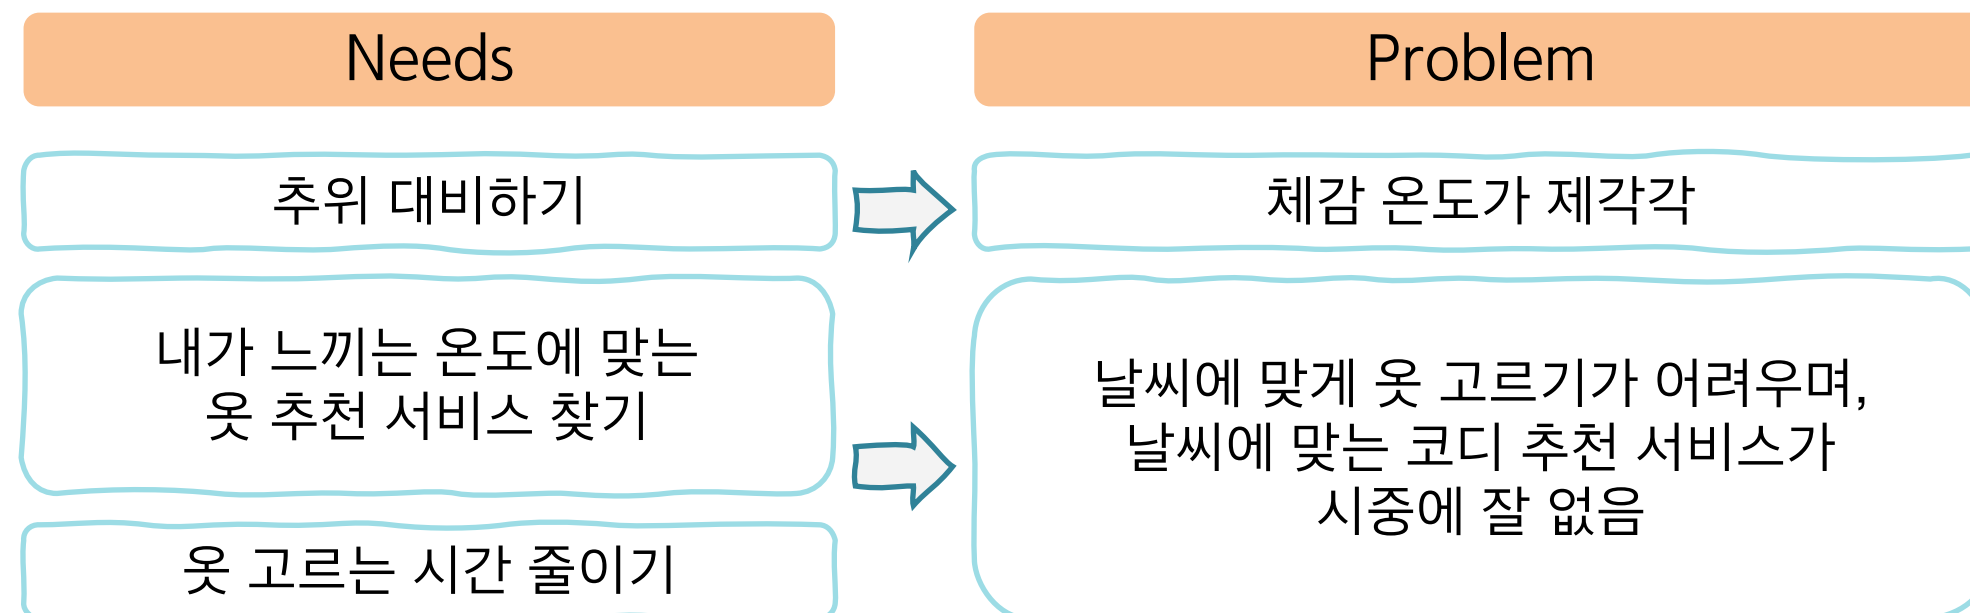 Needs
Problem
추위 대비하기
체감 온도가 제각각
내가 느끼는 온도에 맞는
옷 추천 서비스 찾기
날씨에 맞게 옷 고르기가 어려우며,
날씨에 맞는 코디 추천 서비스가
시중에 잘 없음
옷 고르는 시간 줄이기